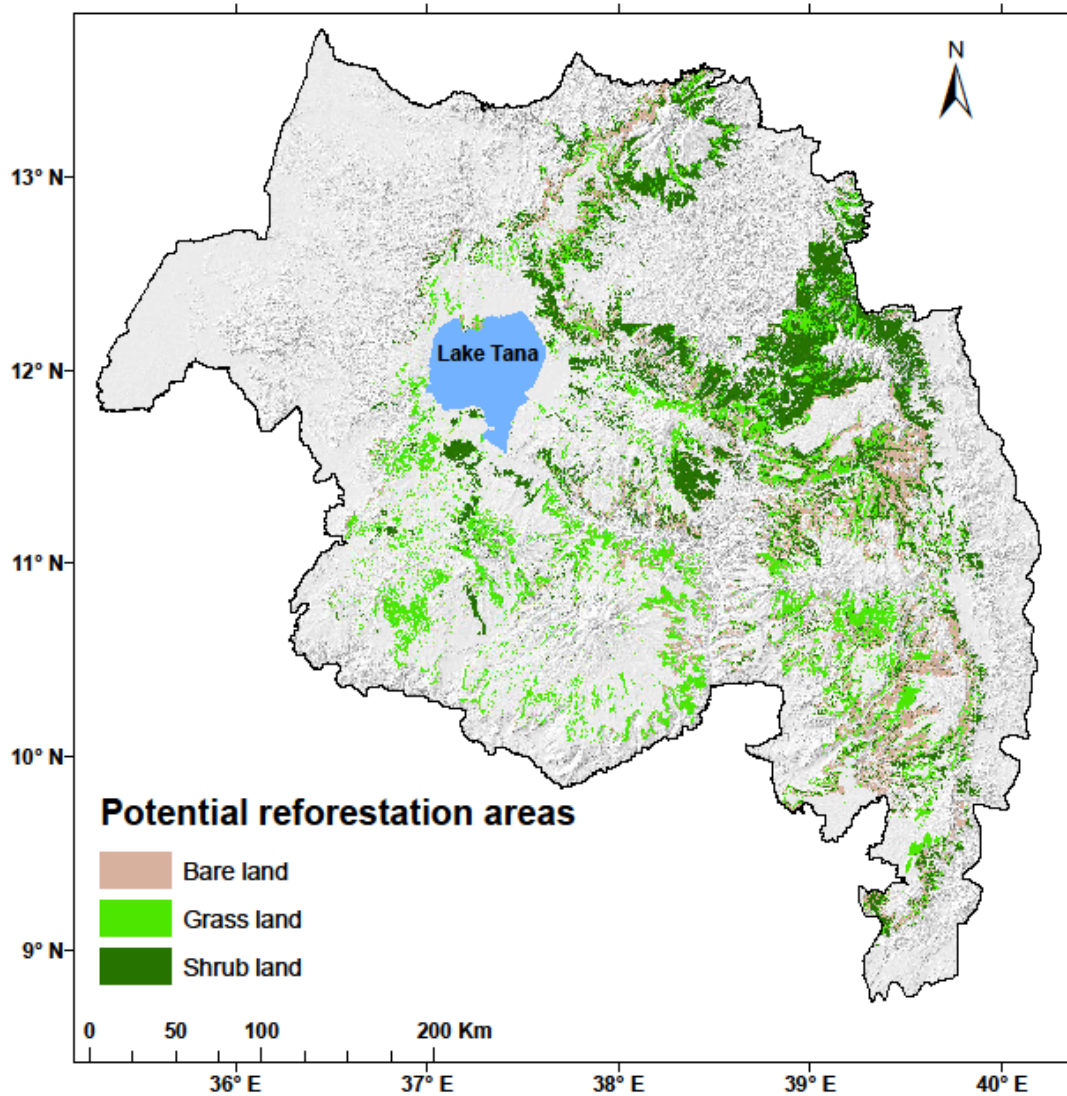 N
13° N
12° N
11° N
10° N
9° N
Lake Tana
Potential reforestation areas
Bare land
Grass land
Shrub land
0 50 100 200 Km
36° E 37° E 38° E 39° E 40° E